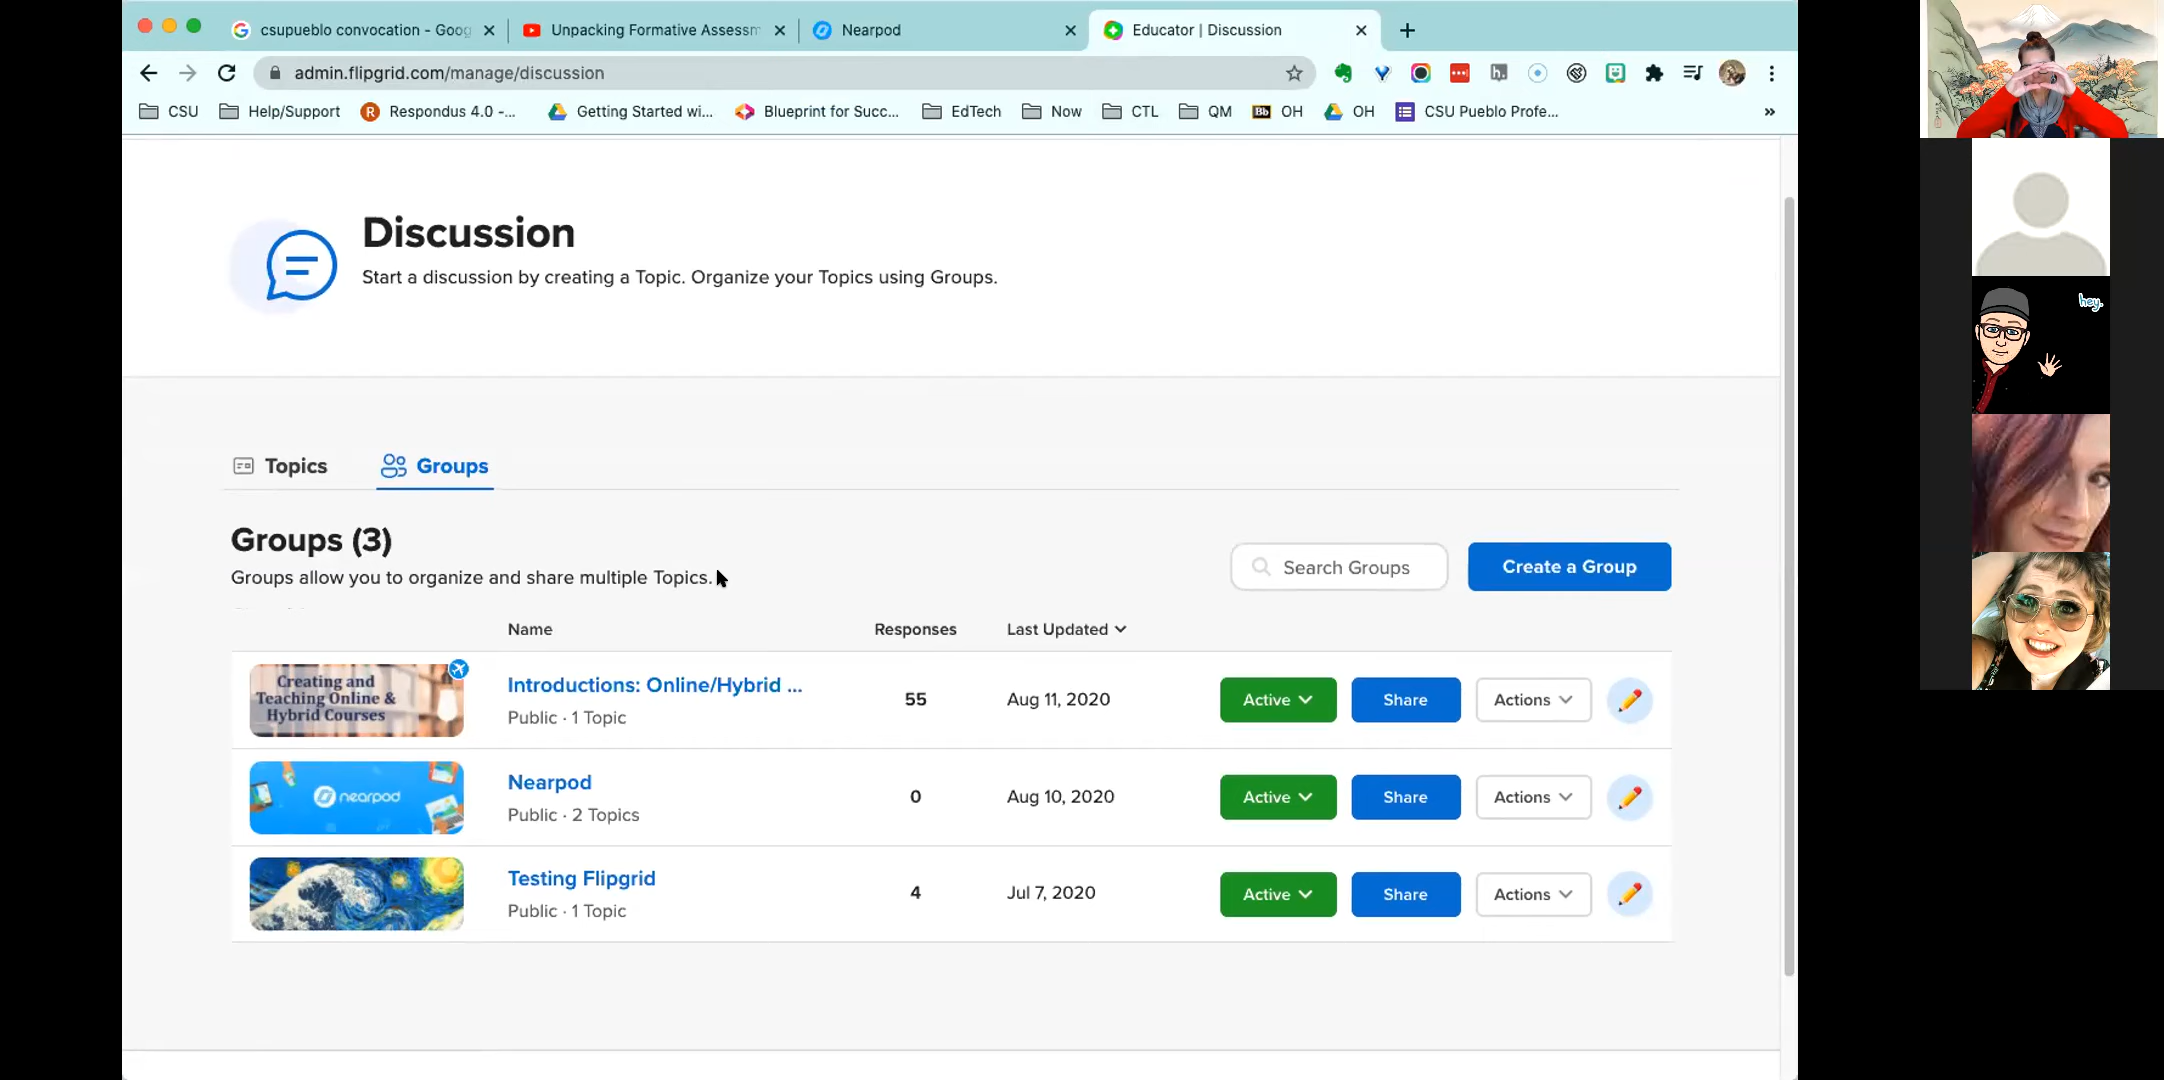 csupueblo convocation - Goog
Unpacking Formative Assessm
Nearpod
Educator | Discussion
admin.flipgrid.com/manage/discussion
CSU
Help/Support
Respondus 4.0 -...
Getting Started wi...
Blueprint for Succ...
EdTech
Now
CTL
QM
Bb OH
OH
CSU Pueblo Profe...
»
Discussion
Start a discussion by creating a Topic. Organize your Topics using Groups.
Topics
Groups
Groups (3)
Groups allow you to organize and share multiple Topics.
Search Groups
Create a Group
Name
Responses
Last Updated
Creating and
Teaching Online &
Hybrid Courses
Introductions: Online/Hybrid ...
Public · 1 Topic
55
Aug 11, 2020
Active
Share
Actions
nearpod
Nearpod
Public · 2 Topics
0
Aug 10, 2020
Active
Share
Actions
Testing Flipgrid
Public · 1 Topic
4
Jul 7, 2020
Active
Share
Actions
hey.